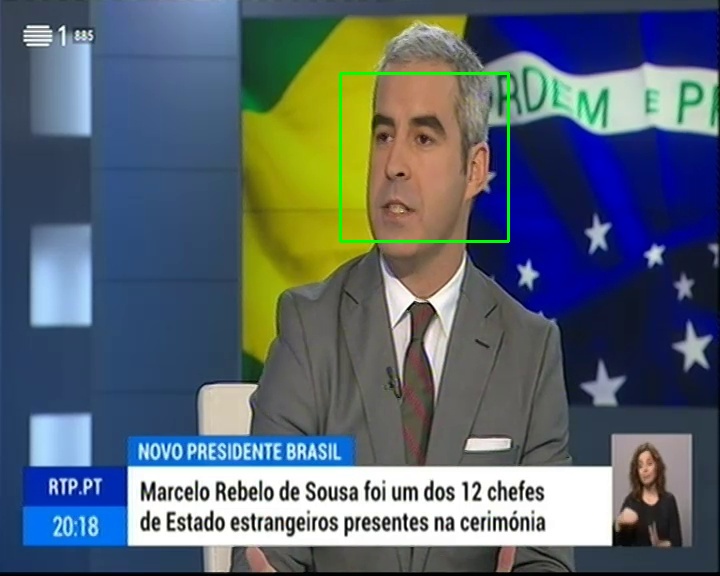 1 885
ORDEM E P
NOVO PRESIDENTE BRASIL
RTP.PT
Marcelo Rebelo de Sousa foi um dos 12 chefes
20:18
de Estado estrangeiros presentes na cerimónia